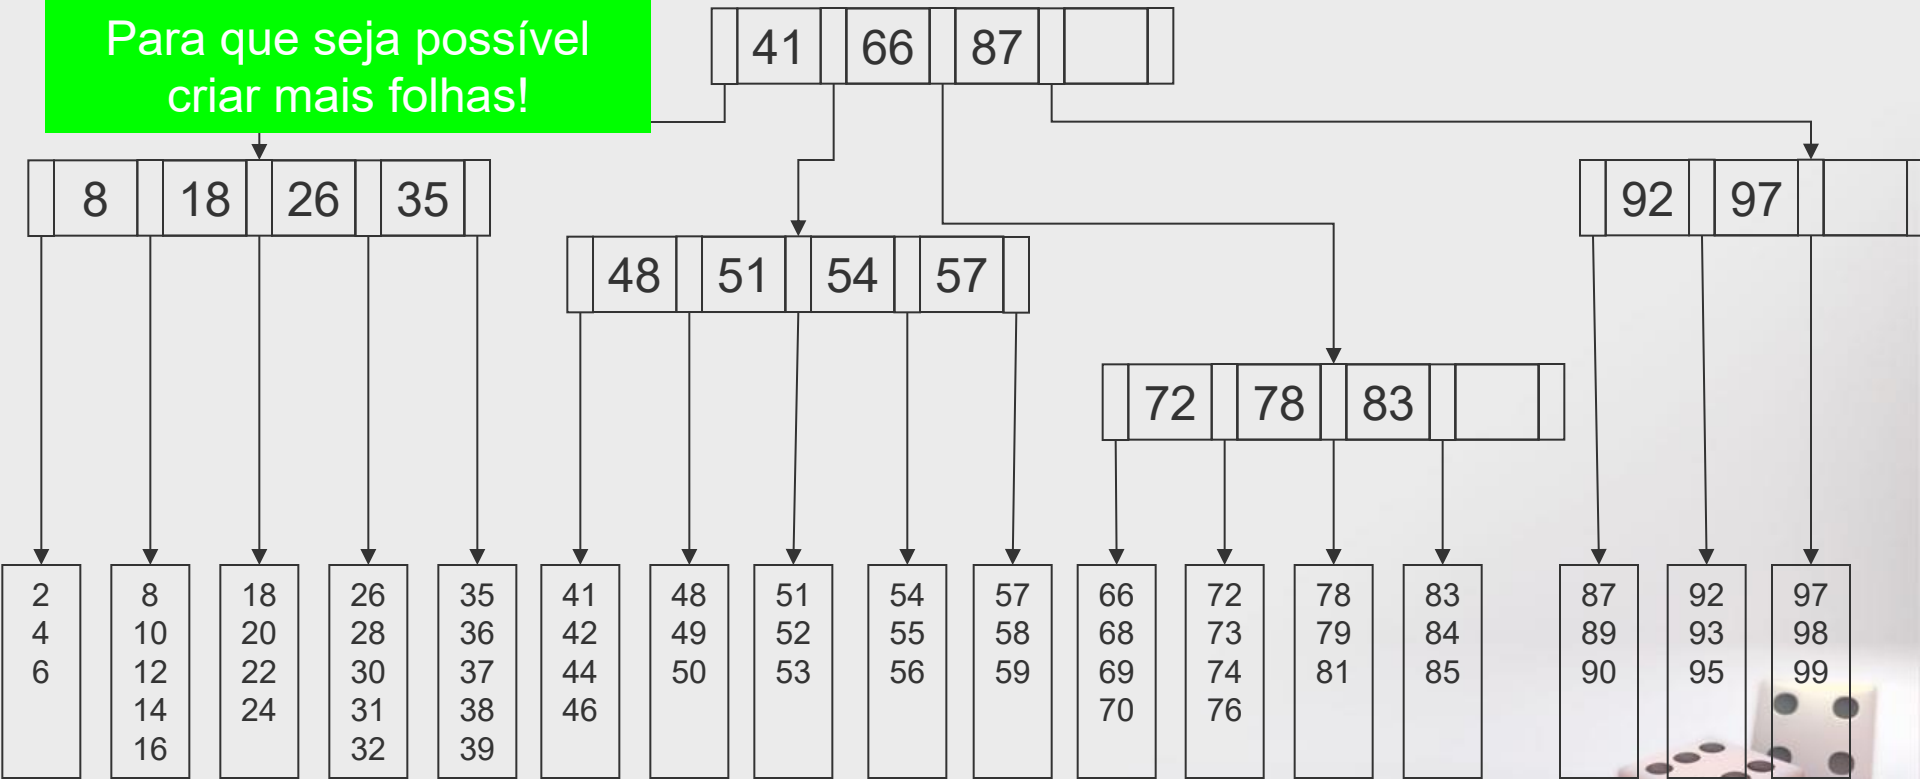 Para que seja possível
criar mais folhas!
41 66 87
8 18 26 35
92 97
48 51 54 57
72 78 83
2 8 18 26 35 41 48 51 54 57 66 72 78 83 87 92 97
4 10 20 28 36 42 49 52 55 58 68 73 79 84 89 93 98
6 12 22 30 37 44 50 53 56 59 69 74 81 85 90 95 99
14 24 31 38 46 70 76
16 32 39